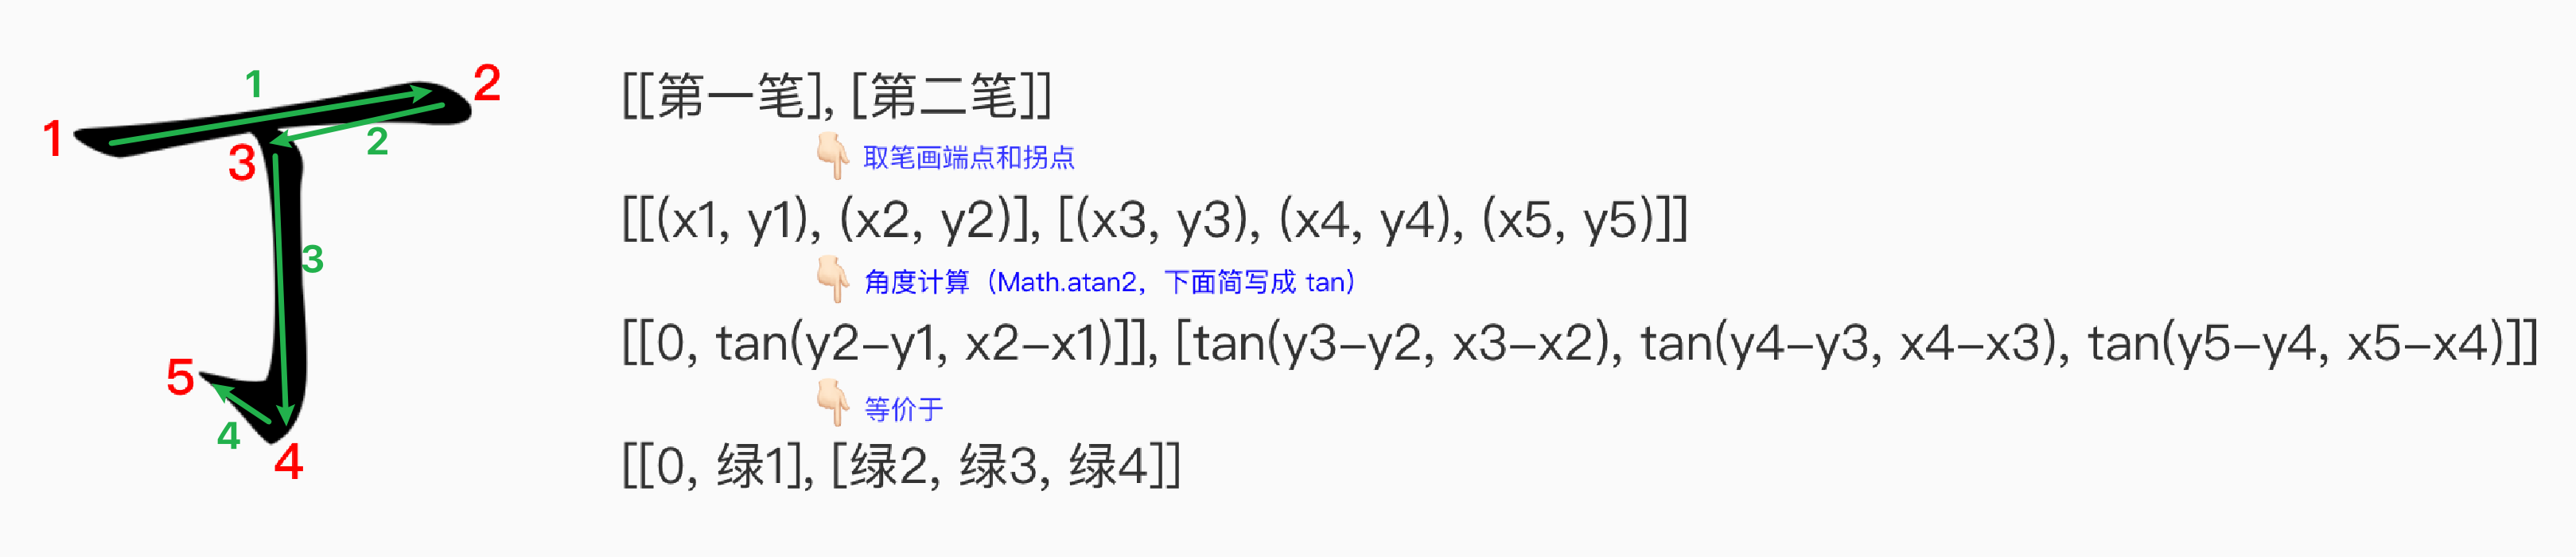 1
2
1
2
3
3
5
4
4
[[第一笔], [第二笔]]
取笔画端点和拐点
[[(x1, y1), (x2, y2)], [(x3, y3), (x4, y4), (x5, y5)]]
角度计算（Math.atan2，下面简写成 tan）
[[0, tan(y2–y1, x2–x1)]], [tan(y3–y2, x3–x2), tan(y4–y3, x4–x3), tan(y5–y4, x5–x4)]]
等价于
[[0, 绿1], [绿2, 绿3, 绿4]]